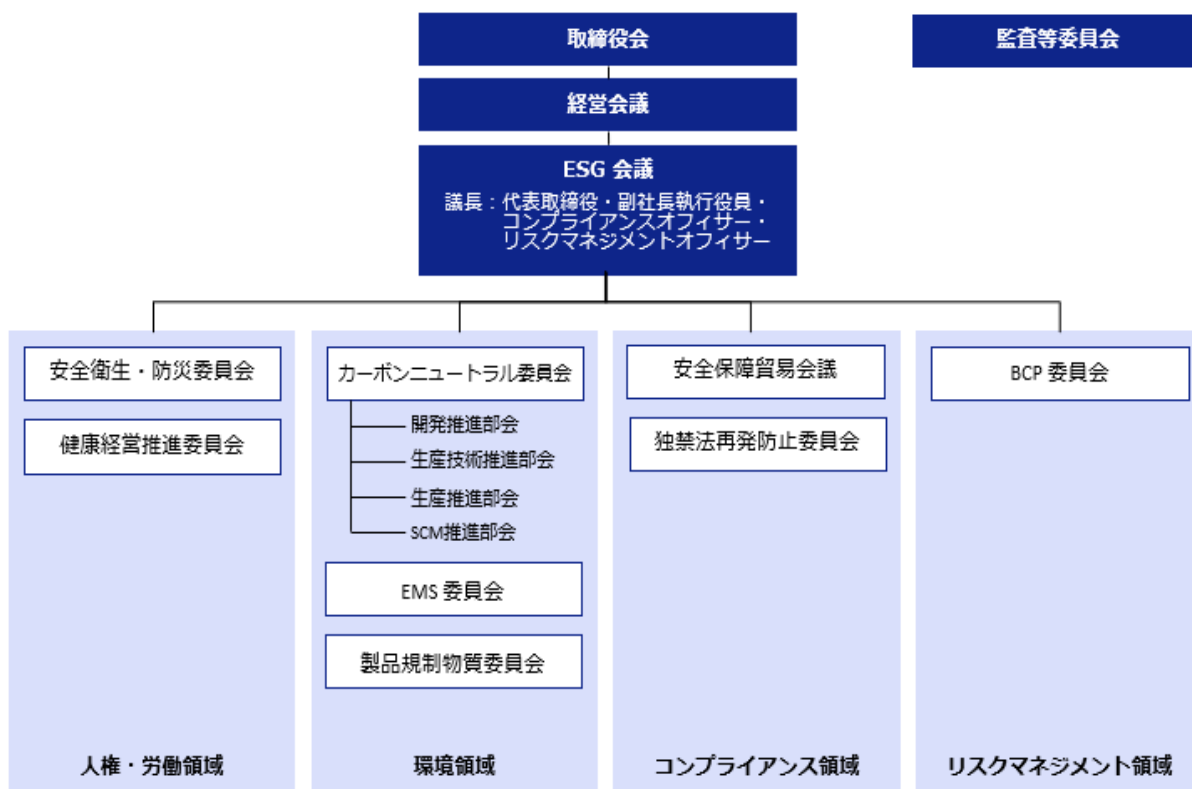 取締役会
監査等委員会
経営会議
ESG 会議
議長：代表取締役・副社長執行役員・
コンプライアンスオフィサー・
リスクマネジメントオフィサー
安全衛生・防災委員会
健康経営推進委員会
人権・労働領域
カーボンニュートラル委員会
開発推進部会
生産技術推進部会
生産推進部会
SCM推進部会
EMS 委員会
製品規制物質委員会
環境領域
安全保障貿易会議
独禁法再発防止委員会
コンプライアンス領域
BCP 委員会
リスクマネジメント領域